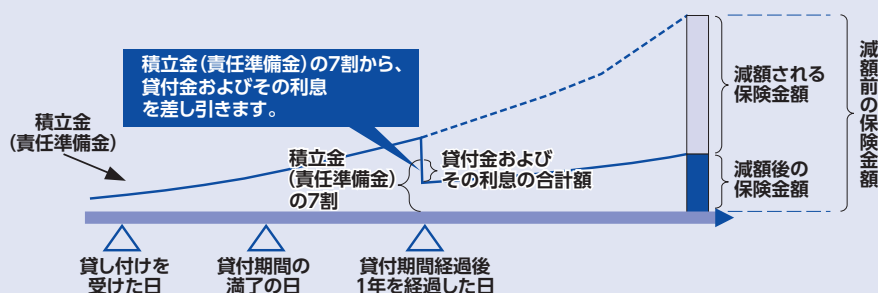 積立金(責任準備金)の7割から、
貸付金およびその利息
を差し引きます。
積立金
(責任準備金)
積立金
(責任準備金)
の7割
貸付金および
その利息の合計額
減額される
保険金額
減額後の
保険金額
減額前の保険金額
貸し付けを
受けた日
貸付期間の
満了の日
貸付期間経過後
1年を経過した日